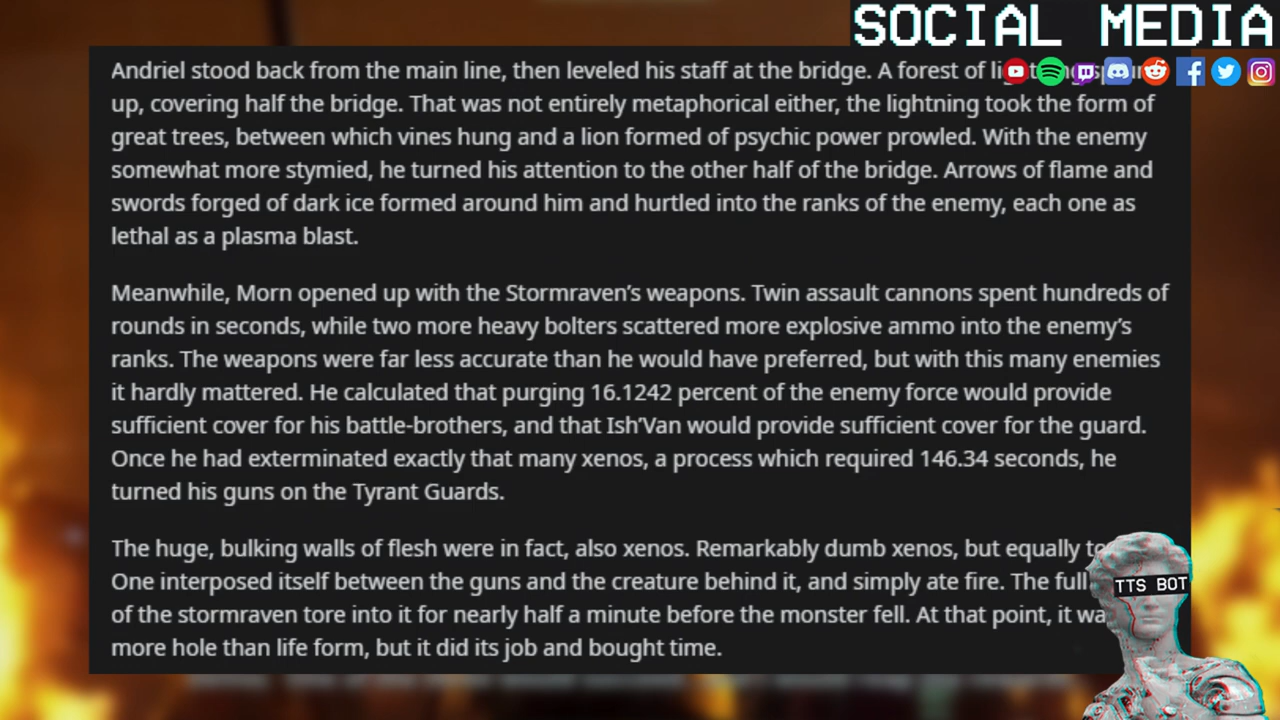 SOCIAL MEDIA
Andriel stood back from the main line, then leveled his staff at the bridge. A forest of
up, covering half the bridge. That was not entirely metaphorical either, the lightning took the form of
great trees, between which vines hung and a lion formed of psychic power prowled. With the enemy
somewhat more stymied, he turned his attention to the other half of the bridge. Arrows of flame and
swords forged of dark ice formed around him and hurtled into the ranks of the enemy, each one as
lethal as a plasma blast.
Meanwhile, Morn opened up with the Stormraven's weapons. Twin assault cannons spent hundreds of
rounds in seconds, while two more heavy bolters scattered more explosive ammo into the enemy's
ranks. The weapons were far less accurate than he would have preferred, but with this many enemies
it hardly mattered. He calculated that purging 16.1242 percent of the enemy force would provide
sufficient cover for his battle-brothers, and that Ish'Van would provide sufficient cover for the guard.
Once he had exterminated exactly that many xenos, a process which required 146.34 seconds, he
turned his guns on the Tyrant Guards.
The huge, bulking walls of flesh were in fact, also xenos. Remarkably dumb xenos, but equally
One interposed itself between the guns and the creature behind it, and simply ate fire. The full
of the stormraven tore into it for nearly half a minute before the monster fell. At that point, it
more hole than life form, but it did its job and bought time.
TTS BOT